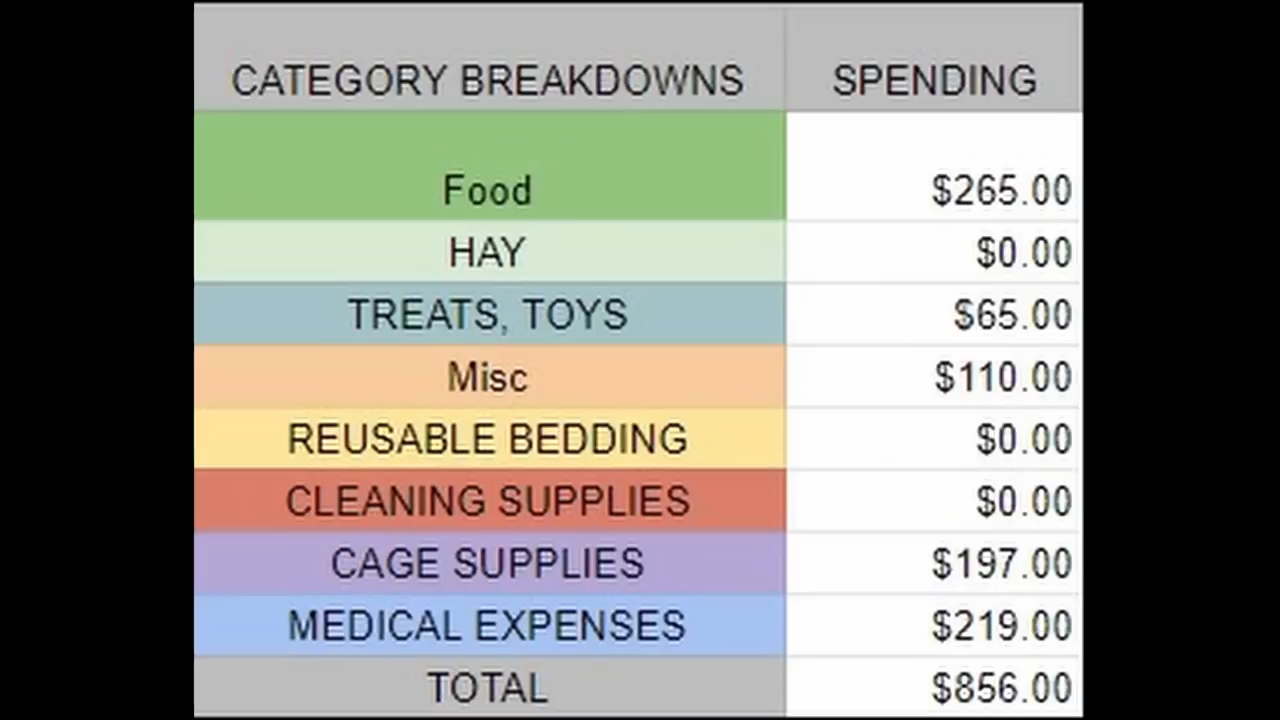 CATEGORY BREAKDOWNS SPENDING
Food $265.00
HAY $0.00
TREATS, TOYS $65.00
Misc $110.00
REUSABLE BEDDING $0.00
CLEANING SUPPLIES $0.00
CAGE SUPPLIES $197.00
MEDICAL EXPENSES $219.00
TOTAL $856.00